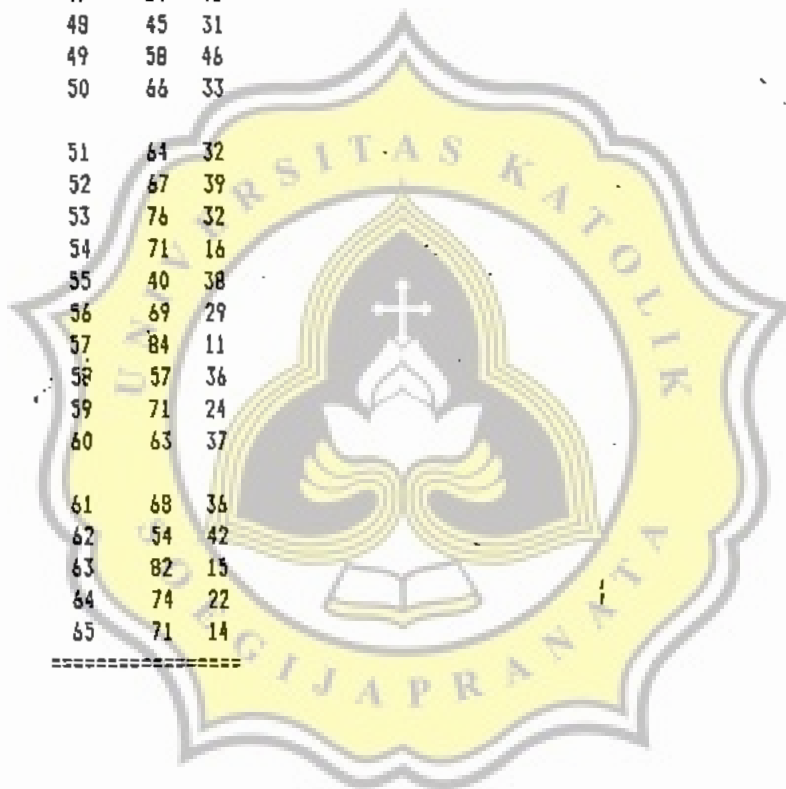 48 45 31
49 58 46
50 66 33
51 64 32
52 67 39
53 76 32
54 71 16
55 40 38
56 69 29
57 84 11
58 57 36
59 71 24
60 63 37
61 68 36
62 54 42
63 82 15
64 74 22
65 71 14
=================
UNIVERSITAS KATOLIK
SOEGIJAPRANATA